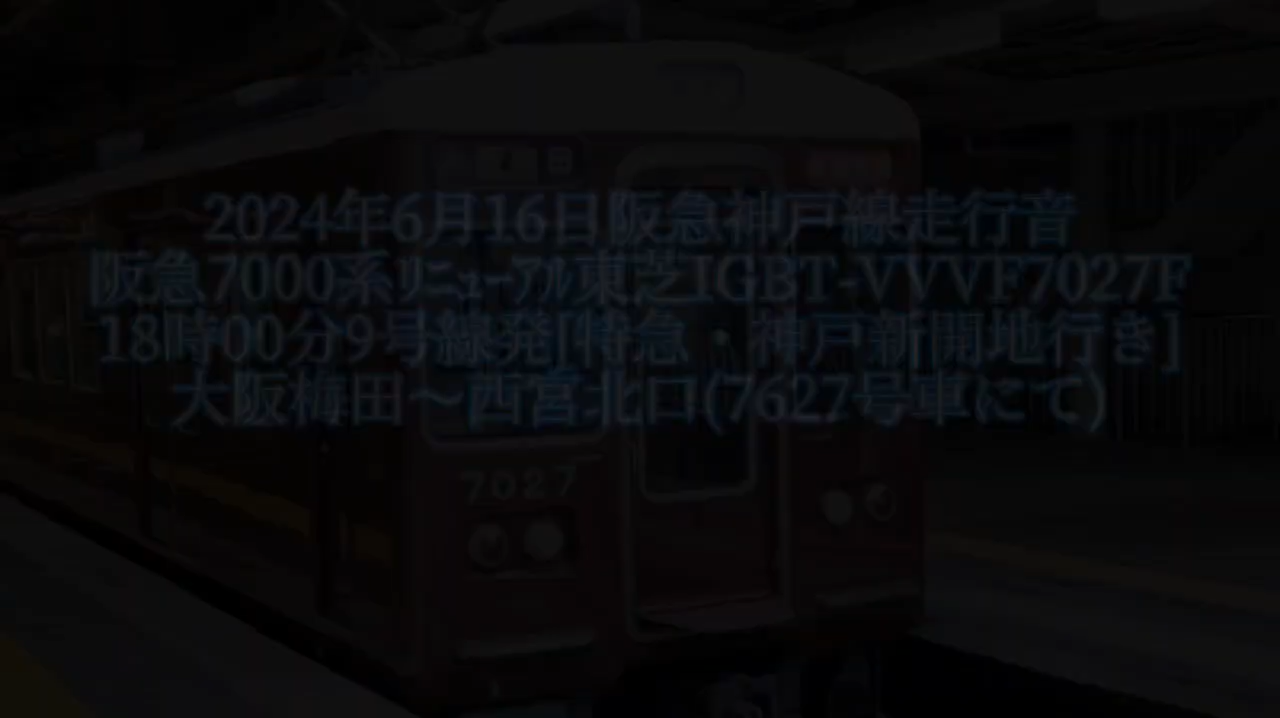 2024年6月16日阪急神戸線走行音
阪急7000系ﾘﾆｭｰｱﾙ東芝IGBT-VVVF7027F
18時00分9号線発[特急　神戸新開地行き]
大阪梅田～西宮北口(7627号車にて)
7027